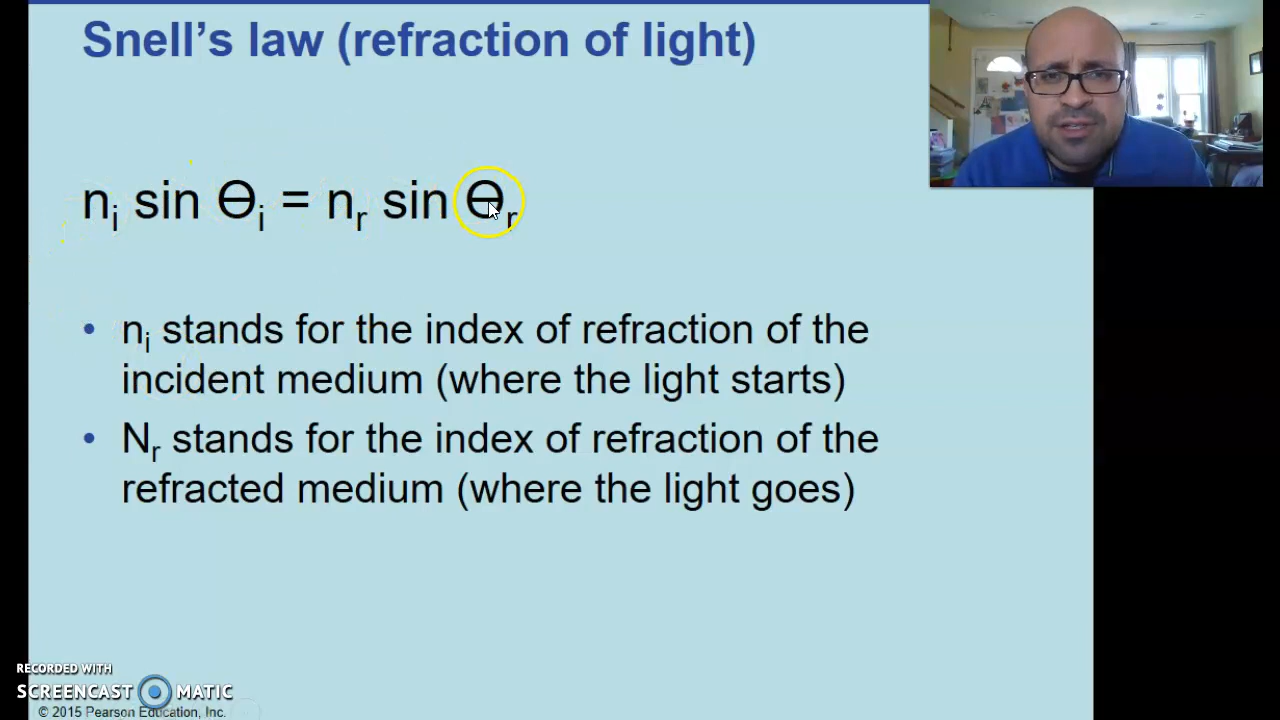 Snell's law (refraction of light)
nᵢ sin Ɵᵢ = nᵣ sin Ɵᵣ
• nᵢ stands for the index of refraction of the
incident medium (where the light starts)
• Nᵣ stands for the index of refraction of the
refracted medium (where the light goes)
RECORDED WITH
SCREENCAST MATIC
© 2015 Pearson Education, Inc.